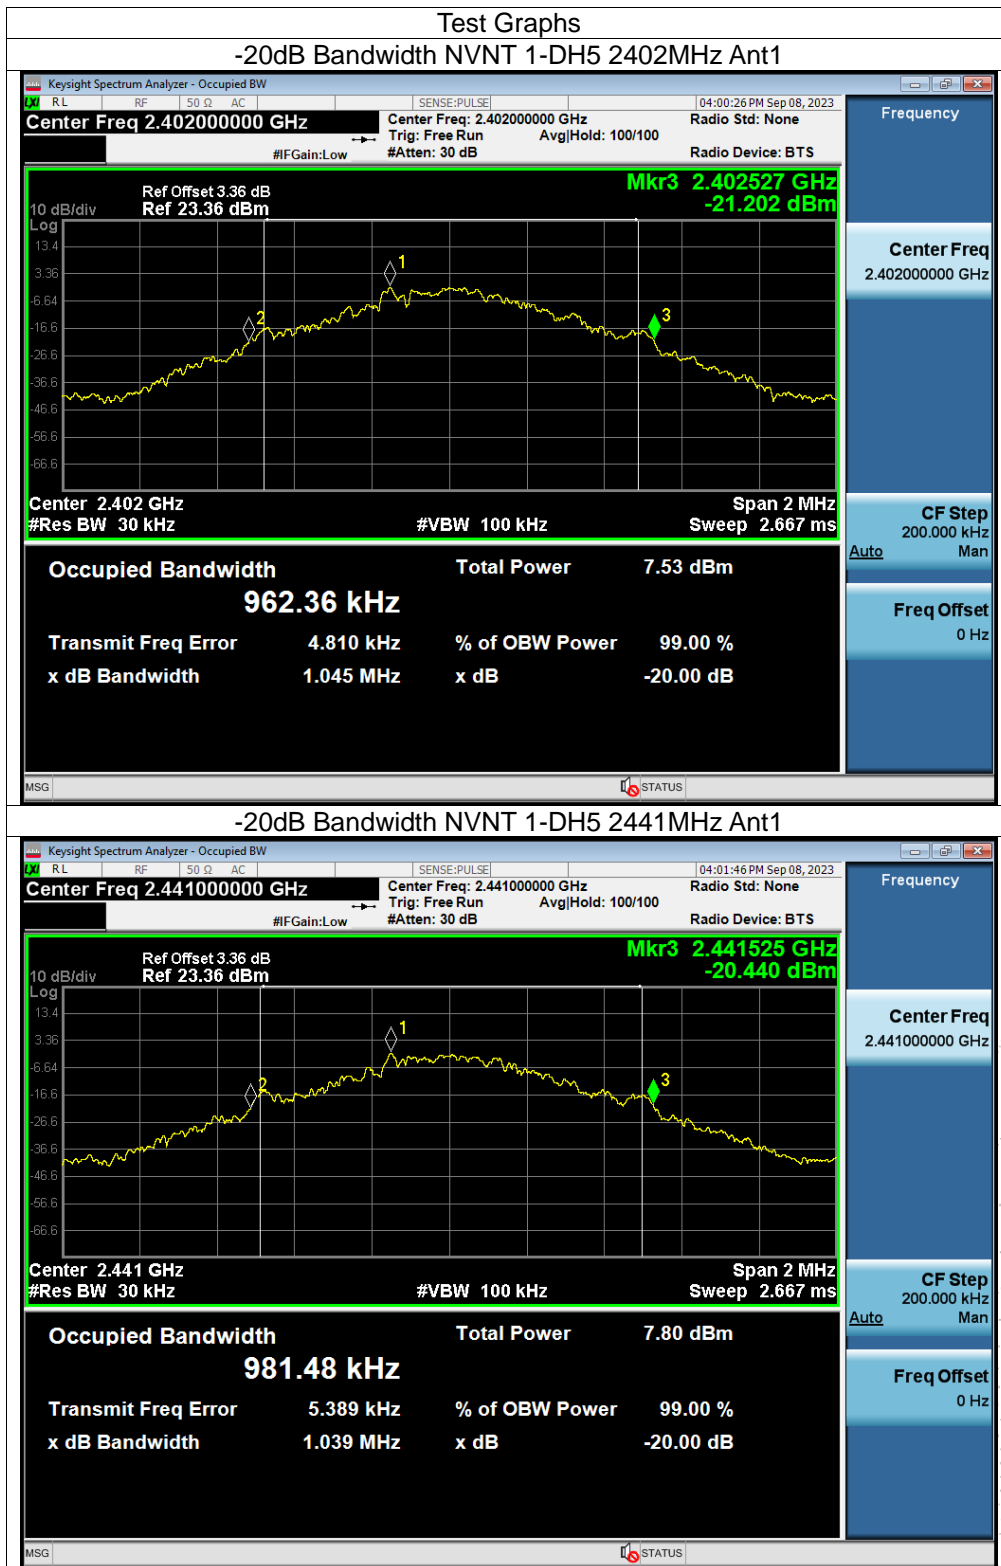 Test Graphs
-20dB Bandwidth NVNT 1-DH5 2402MHz Ant1
Keysight Spectrum Analyzer - Occupied BW
LXI RL RF 50 Ω AC SENSE:PULSE 04:00:26 PM Sep 08, 2023
Center Freq 2.402000000 GHz Center Freq: 2.402000000 GHz Radio Std: None Frequency
Trig: Free Run Avg|Hold: 100/100
#IFGain:Low #Atten: 30 dB Radio Device: BTS
Ref Offset 3.36 dB Mkr3 2.402527 GHz
10 dB/div Ref 23.36 dBm -21.202 dBm
Log
13.4
3.36
-6.64
-16.6
-26.6
-36.6
-46.6
-56.6
-66.6
1
2
3
Center Freq
2.402000000 GHz
Center 2.402 GHz Span 2 MHz
#Res BW 30 kHz #VBW 100 kHz Sweep 2.667 ms
CF Step
200.000 kHz
Auto Man
Occupied Bandwidth Total Power 7.53 dBm
962.36 kHz
Freq Offset
0 Hz
Transmit Freq Error 4.810 kHz % of OBW Power 99.00 %
x dB Bandwidth 1.045 MHz x dB -20.00 dB
MSG STATUS
-20dB Bandwidth NVNT 1-DH5 2441MHz Ant1
Keysight Spectrum Analyzer - Occupied BW
LXI RL RF 50 Ω AC SENSE:PULSE 04:01:46 PM Sep 08, 2023
Center Freq 2.441000000 GHz Center Freq: 2.441000000 GHz Radio Std: None Frequency
Trig: Free Run Avg|Hold: 100/100
#IFGain:Low #Atten: 30 dB Radio Device: BTS
Ref Offset 3.36 dB Mkr3 2.441525 GHz
10 dB/div Ref 23.36 dBm -20.440 dBm
Log
13.4
3.36
-6.64
-16.6
-26.6
-36.6
-46.6
-56.6
-66.6
1
2
3
Center Freq
2.441000000 GHz
Center 2.441 GHz Span 2 MHz
#Res BW 30 kHz #VBW 100 kHz Sweep 2.667 ms
CF Step
200.000 kHz
Auto Man
Occupied Bandwidth Total Power 7.80 dBm
981.48 kHz
Freq Offset
0 Hz
Transmit Freq Error 5.389 kHz % of OBW Power 99.00 %
x dB Bandwidth 1.039 MHz x dB -20.00 dB
MSG STATUS